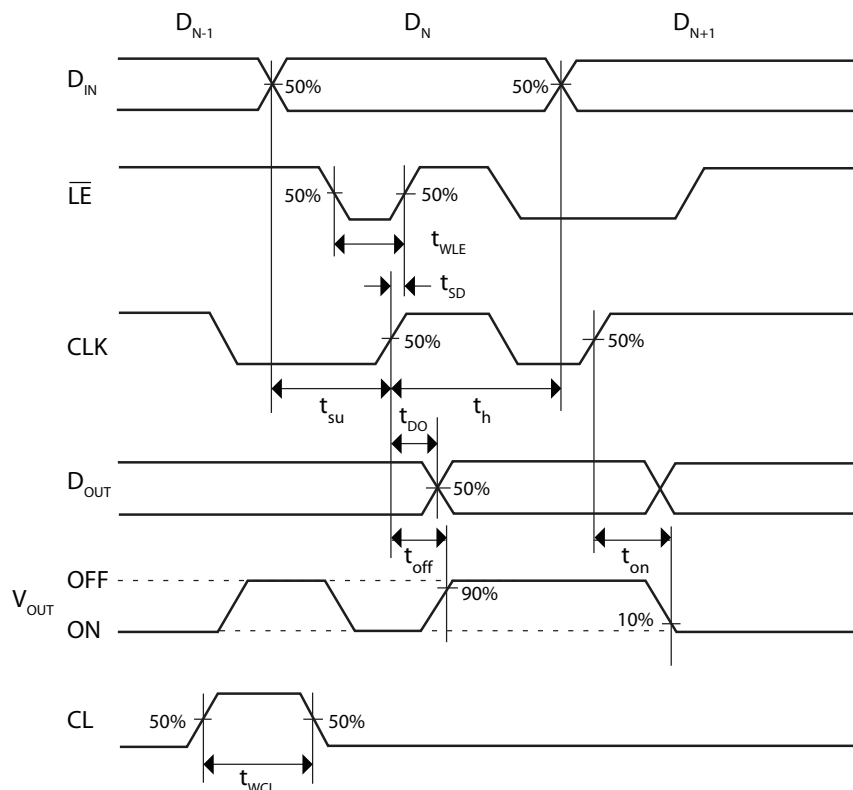 D_N-1 D_N D_N+1
D_IN 50% 50%
L̅E̅ 50% 50%
t_WLE
t_SD
CLK 50% 50%
t_su t_h
t_DO
D_OUT 50%
t_off t_on
OFF
90%
V_OUT
10%
ON
CL 50% 50%
t_WCL